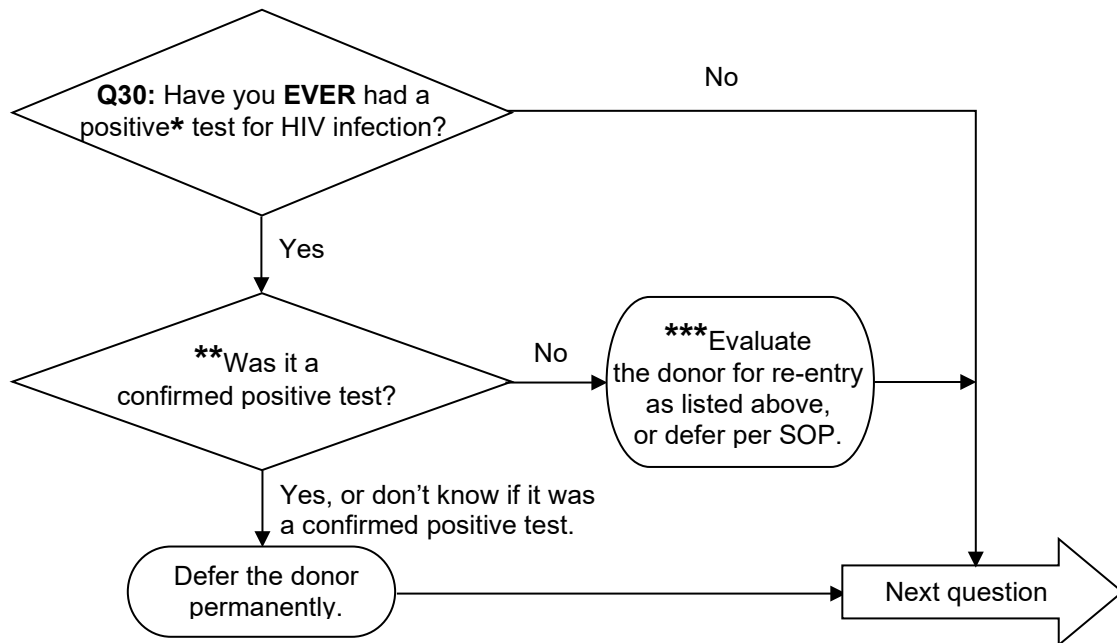 Q30: Have you EVER had a
positive* test for HIV infection?
No
Yes
**Was it a
confirmed positive test?
No
***Evaluate
the donor for re-entry
as listed above,
or defer per SOP.
Yes, or don’t know if it was
a confirmed positive test.
Defer the donor
permanently.
Next question